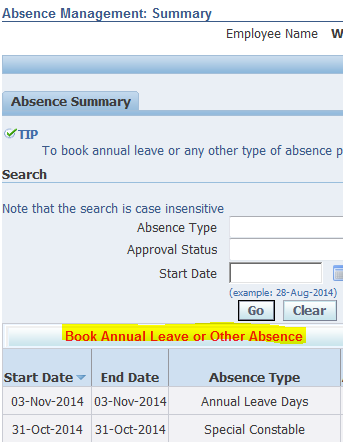 Absence Management: Summary
Employee Name W
Absence Summary
TIP
To book annual leave or any other type of absence p
Search
Note that the search is case insensitive
Absence Type
Approval Status
Start Date
(example: 28-Aug-2014)
Go Clear
Book Annual Leave or Other Absence
Start Date End Date Absence Type
03-Nov-2014 03-Nov-2014 Annual Leave Days
31-Oct-2014 31-Oct-2014 Special Constable